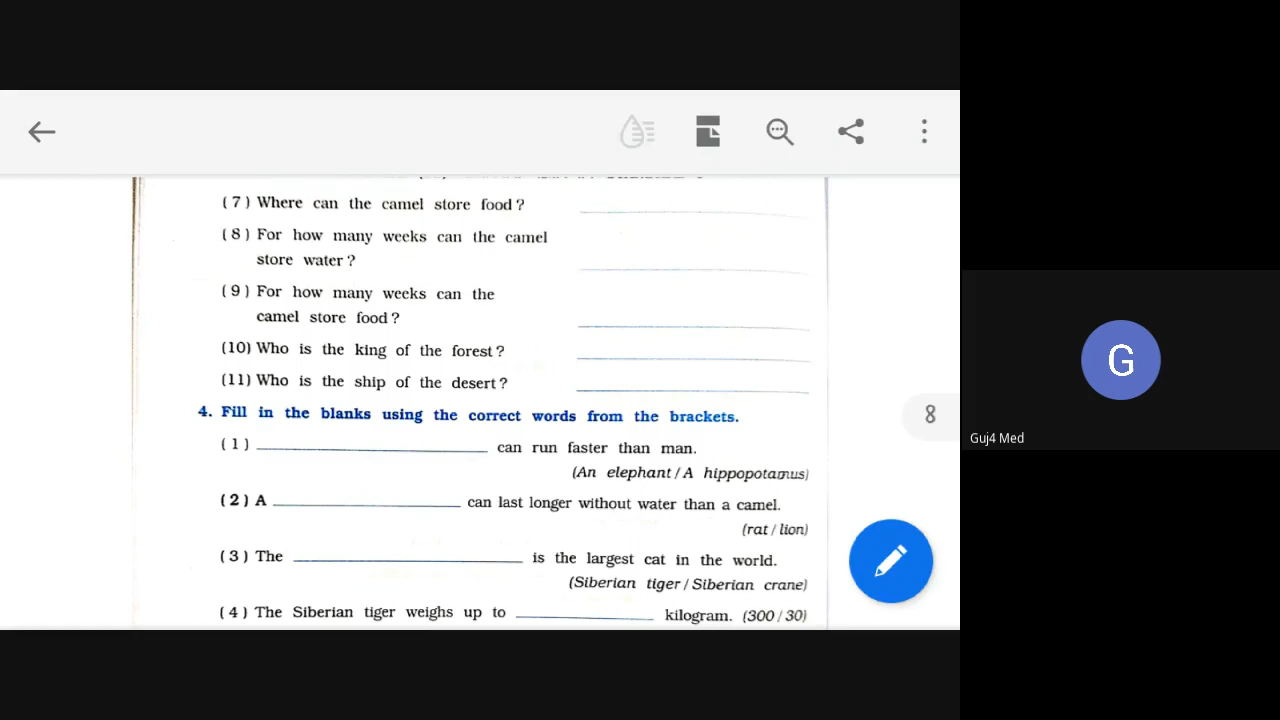 (7) Where can the camel store food?
(8) For how many weeks can the camel
store water?
(9) For how many weeks can the
camel store food?
(10) Who is the king of the forest?
(11) Who is the ship of the desert?
4. Fill in the blanks using the correct words from the brackets.
8
(1) ____ can run faster than man.
Guj4 Med
(An elephant / A hippopotamus)
(2) A ____ can last longer without water than a camel.
(rat / lion)
(3) The ____ is the largest cat in the world.
(Siberian tiger / Siberian crane)
(4) The Siberian tiger weighs up to ____ kilogram. (300 / 30)
G